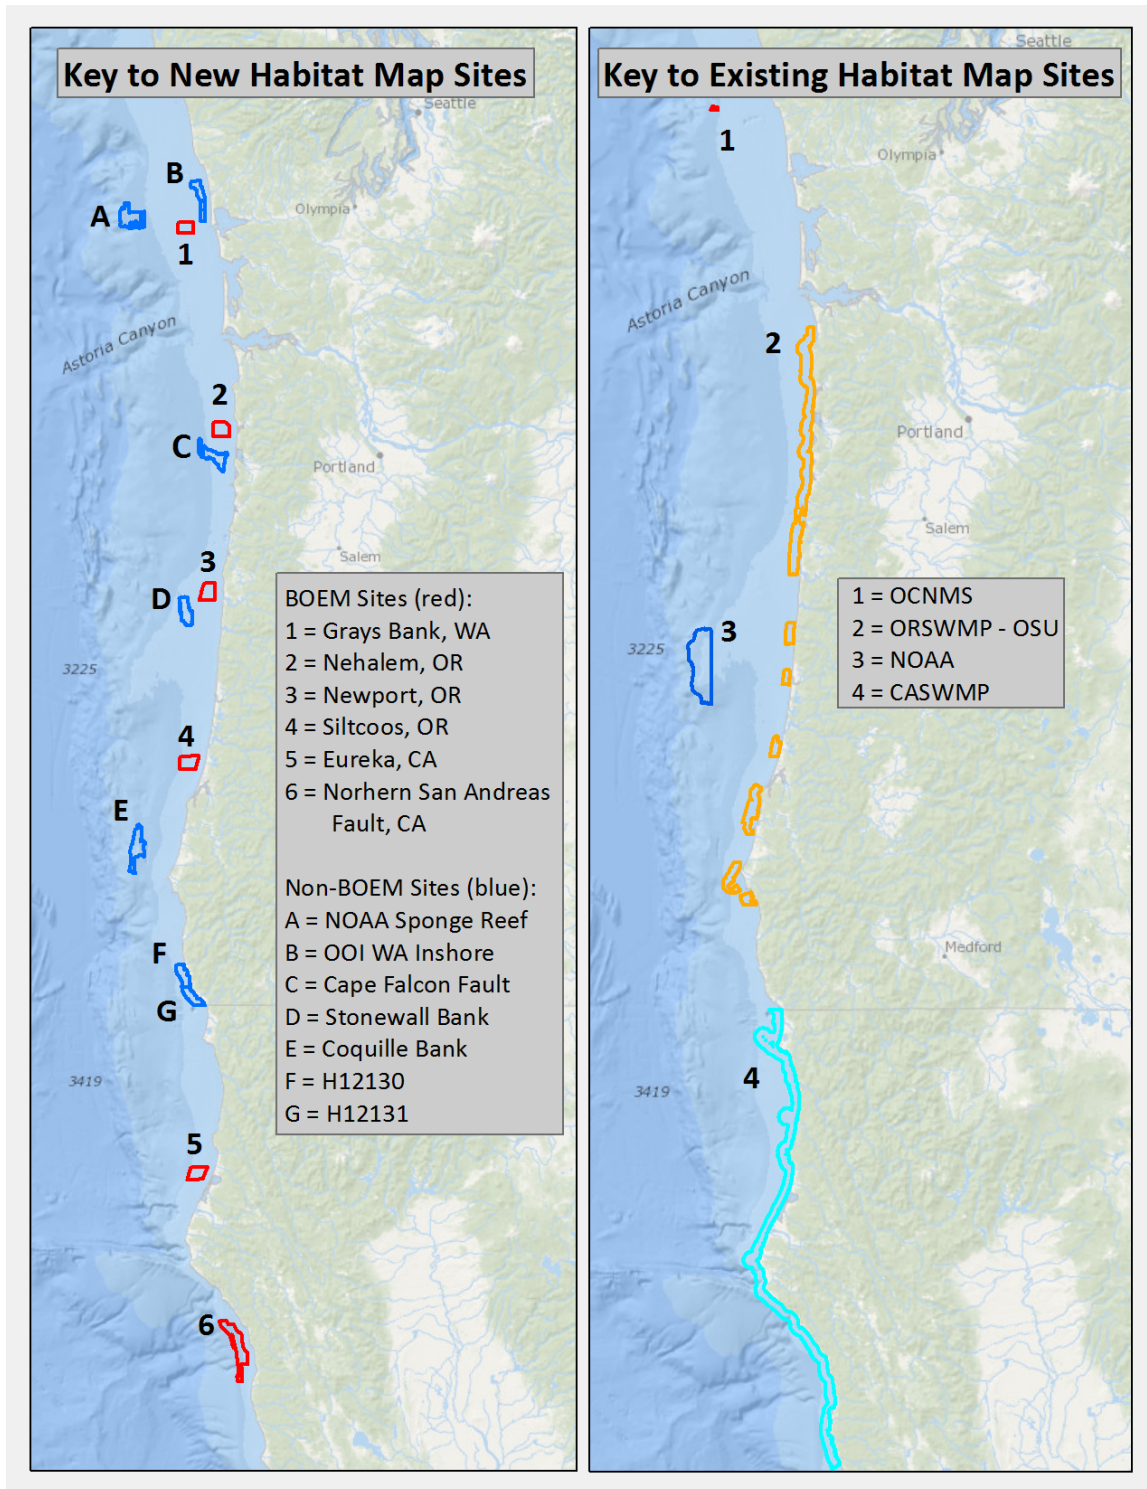 Key to New Habitat Map Sites
Seattle
B
A
Olympia
1
Astoria Canyon
2
C
Portland
Salem
3
D
3225
4
E
F
G
3419
5
6
BOEM Sites (red):
1 = Grays Bank, WA
2 = Nehalem, OR
3 = Newport, OR
4 = Siltcoos, OR
5 = Eureka, CA
6 = Norhern San Andreas
Fault, CA
Non-BOEM Sites (blue):
A = NOAA Sponge Reef
B = OOI WA Inshore
C = Cape Falcon Fault
D = Stonewall Bank
E = Coquille Bank
F = H12130
G = H12131
Seattle
Key to Existing Habitat Map Sites
1
Olympia
Astoria Canyon
2
Portland
Salem
3
3225
1 = OCNMS
2 = ORSWMP - OSU
3 = NOAA
4 = CASWMP
Medford
4
3419